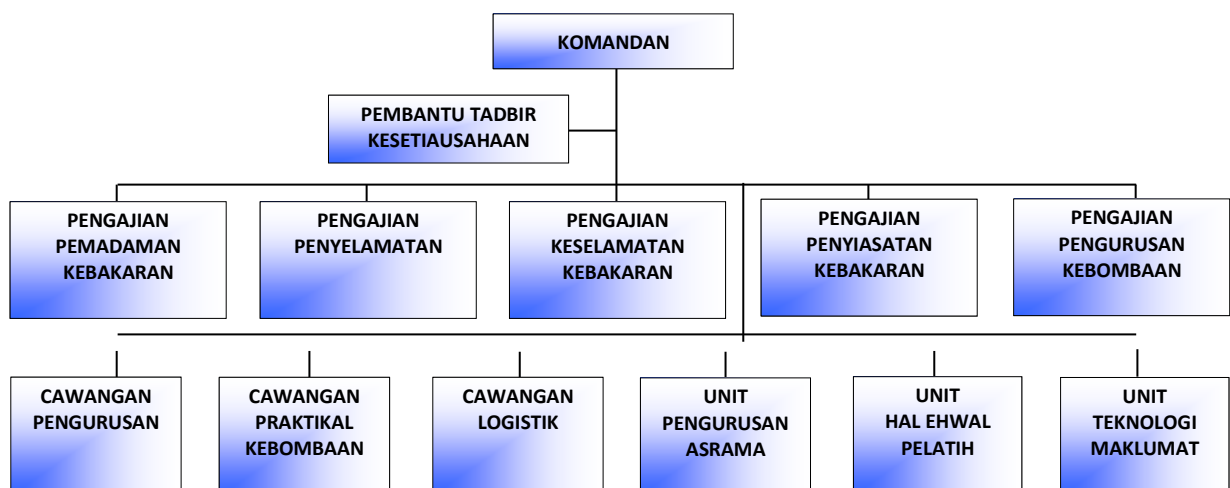 KOMANDAN
PEMBANTU TADBIR
KESETIAUSAHAAN
PENGAJIAN
PEMADAMAN
KEBAKARAN
PENGAJIAN
PENYELAMATAN
PENGAJIAN
KESELAMATAN
KEBAKARAN
PENGAJIAN
PENYIASATAN
KEBAKARAN
PENGAJIAN
PENGURUSAN
KEBOMBAAN
CAWANGAN
PENGURUSAN
CAWANGAN
PRAKTIKAL
KEBOMBAAN
CAWANGAN
LOGISTIK
UNIT
PENGURUSAN
ASRAMA
UNIT
HAL EHWAL
PELATIH
UNIT
TEKNOLOGI
MAKLUMAT